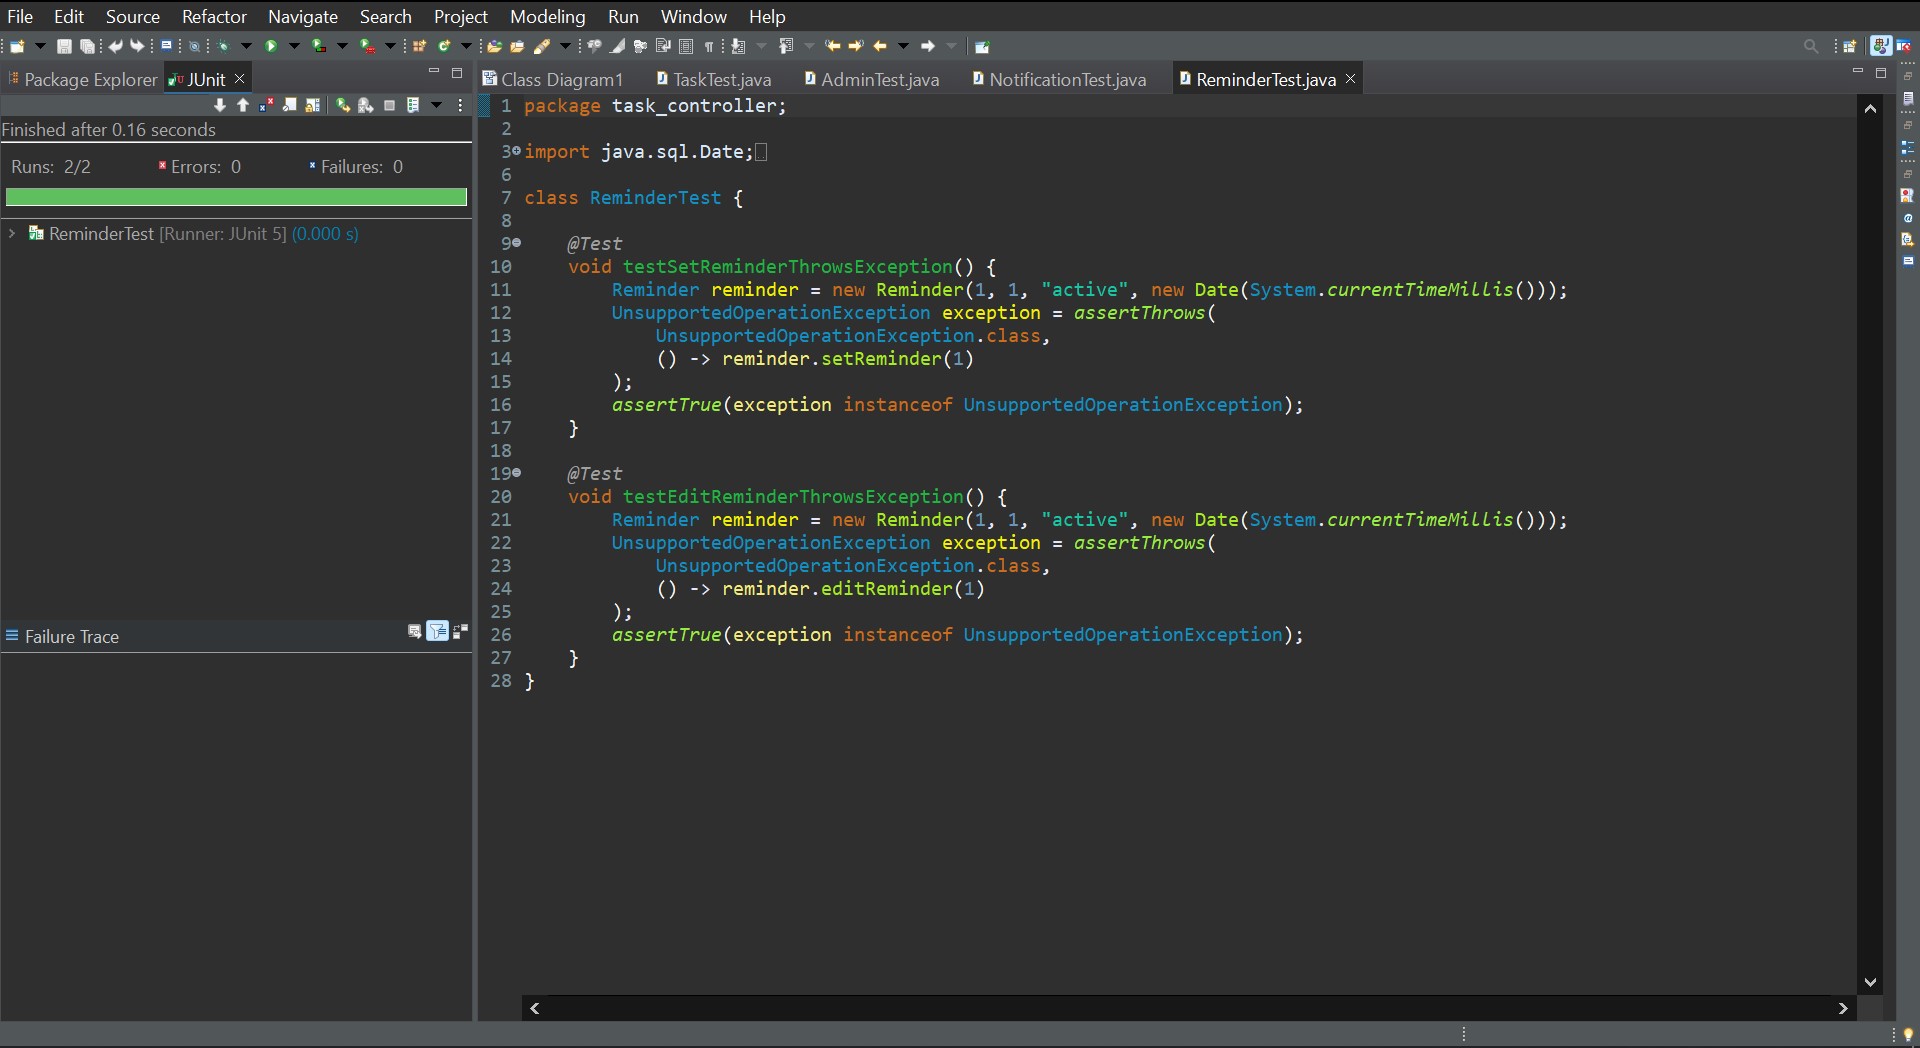 File Edit Source Refactor Navigate Search Project Modeling Run Window Help
Package Explorer JUnit
Class Diagram1 TaskTest.java AdminTest.java NotificationTest.java ReminderTest.java
Finished after 0.16 seconds
Runs: 2/2 Errors: 0 Failures: 0
ReminderTest [Runner: JUnit 5] (0.000 s)
Failure Trace
1 package task_controller;
2
3 import java.sql.Date;
6
7 class ReminderTest {
8
9 @Test
10 void testSetReminderThrowsException() {
11 Reminder reminder = new Reminder(1, 1, "active", new Date(System.currentTimeMillis()));
12 UnsupportedOperationException exception = assertThrows(
13 UnsupportedOperationException.class,
14 () -> reminder.setReminder(1)
15 );
16 assertTrue(exception instanceof UnsupportedOperationException);
17 }
18
19 @Test
20 void testEditReminderThrowsException() {
21 Reminder reminder = new Reminder(1, 1, "active", new Date(System.currentTimeMillis()));
22 UnsupportedOperationException exception = assertThrows(
23 UnsupportedOperationException.class,
24 () -> reminder.editReminder(1)
25 );
26 assertTrue(exception instanceof UnsupportedOperationException);
27 }
28 }